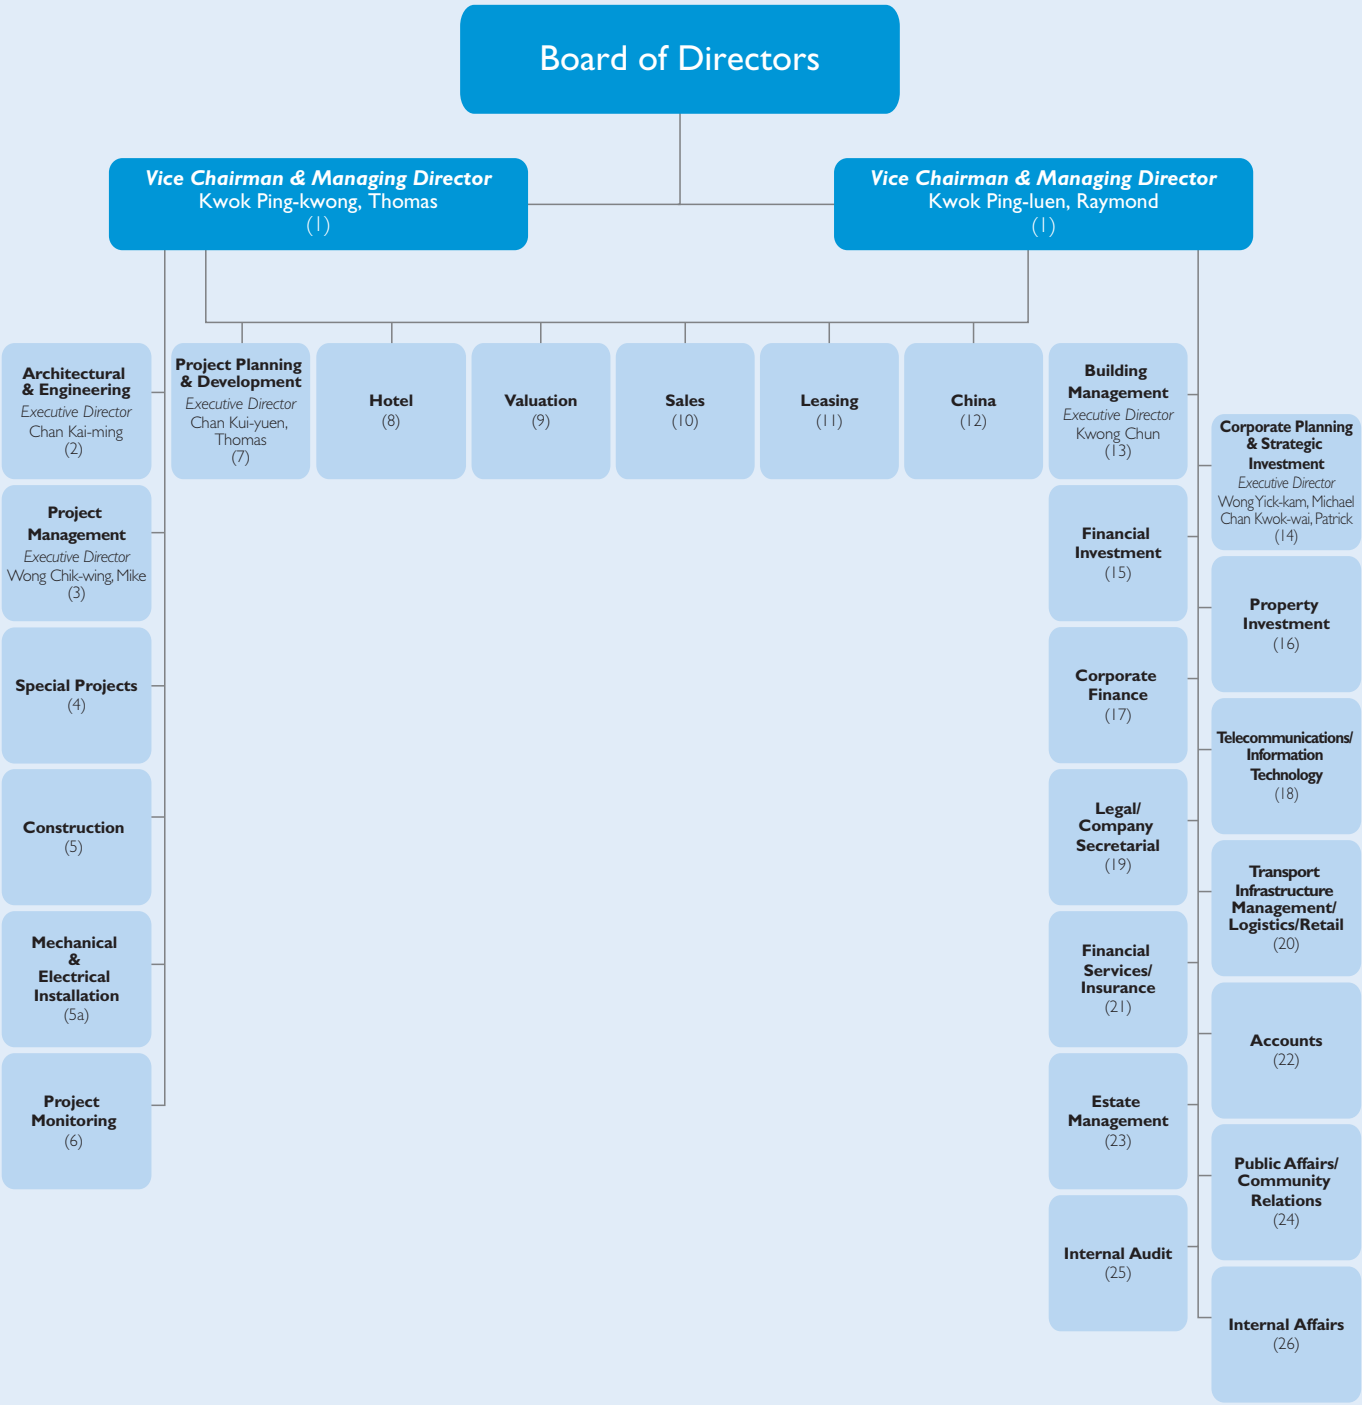 Board of Directors
Vice Chairman & Managing Director
Kwok Ping-kwong, Thomas
(1)
Vice Chairman & Managing Director
Kwok Ping-luen, Raymond
(1)
Architectural
& Engineering
Executive Director
Chan Kai-ming
(2)
Project Management
Executive Director
Wong Chik-wing, Mike
(3)
Special Projects
(4)
Construction
(5)
Mechanical
&
Electrical
Installation
(5a)
Project
Monitoring
(6)
Project Planning
& Development
Executive Director
Chan Kui-yuen,
Thomas
(7)
Hotel
(8)
Valuation
(9)
Sales
(10)
Leasing
(11)
China
(12)
Building
Management
Executive Director
Kwong Chun
(13)
Corporate Planning
& Strategic
Investment
Executive Director
Wong Yick-kam, Michael
Chan Kwok-wai, Patrick
(14)
Financial
Investment
(15)
Property
Investment
(16)
Corporate
Finance
(17)
Telecommunications/
Information
Technology
(18)
Legal/
Company
Secretarial
(19)
Transport
Infrastructure
Management/
Logistics/Retail
(20)
Financial
Services/
Insurance
(21)
Accounts
(22)
Estate
Management
(23)
Public Affairs/
Community
Relations
(24)
Internal Audit
(25)
Internal Affairs
(26)